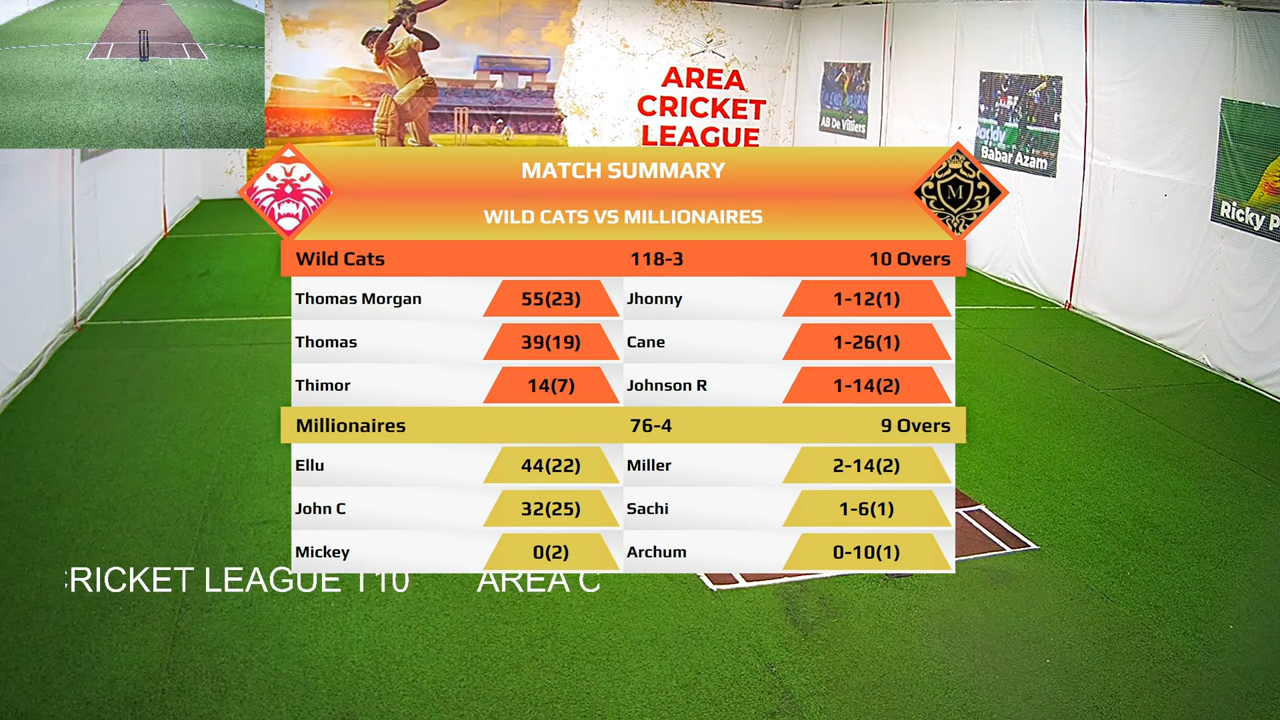 AREA
CRICKET
LEAGUE
AB De Villiers
Babar Azam
Ricky P
MATCH SUMMARY
WILD CATS VS MILLIONAIRES
M
Wild Cats 118-3 10 Overs
Thomas Morgan 55(23) Jhonny 1-12(1)
Thomas 39(19) Cane 1-26(1)
Thimor 14(7) Johnson R 1-14(2)
Millionaires 76-4 9 Overs
Ellu 44(22) Miller 2-14(2)
John C 32(25) Sachi 1-6(1)
Mickey 0(2) Archum 0-10(1)
RICKET LEAGUE T10 AREA C